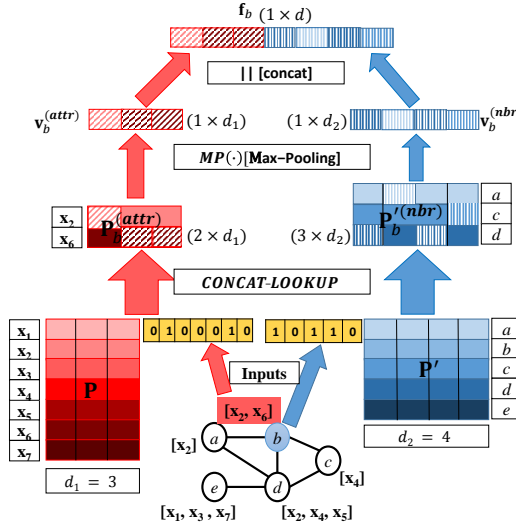 f_b (1 × d)
|| [concat]
v_b^(attr) (1 × d_1) (1 × d_2) v_b^(nbr)
MP(·)[Max–Pooling]
x_2 P_b^(attr) P'_b^(nbr) a
c
x_6 (2 × d_1) (3 × d_2) d
CONCAT-LOOKUP
x_1 0 1 0 0 0 1 0 1 0 1 1 0 a
x_2 b
x_3 Inputs c
x_4 P P' d
x_5 [x_2, x_6] e
x_6 [x_2] a b
x_7 c [x_4]
d_1 = 3 d_2 = 4
e d
[x_1, x_3 , x_7] [x_2, x_4, x_5]